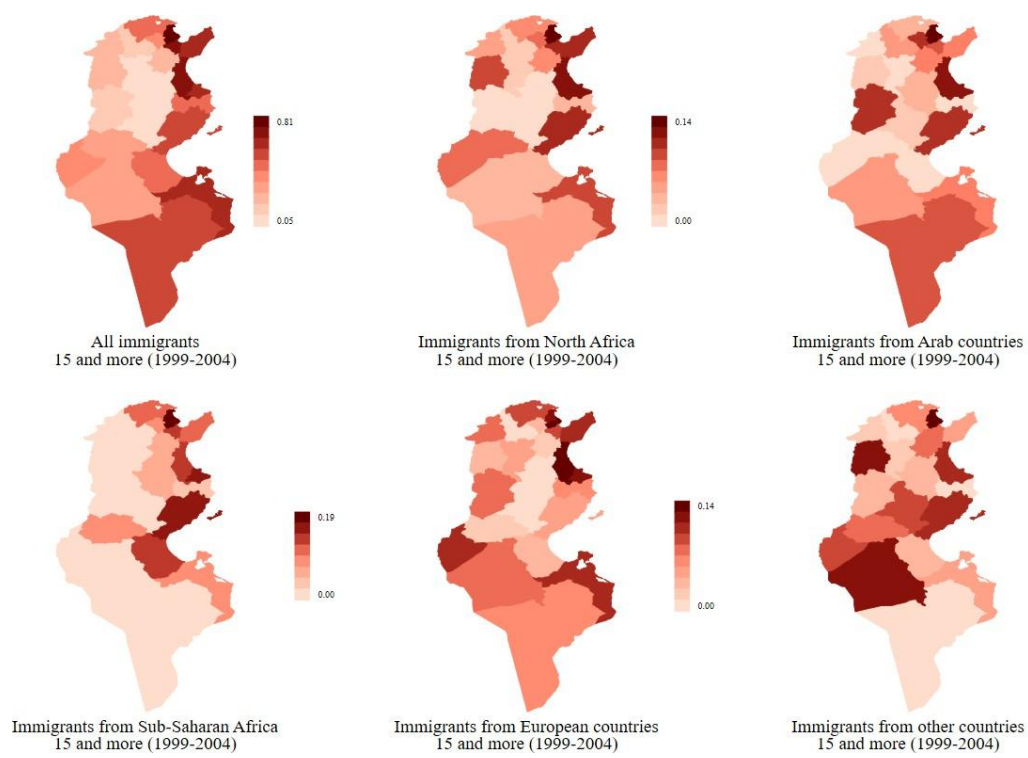 0.81
0.05
0.14
0.00
All immigrants
15 and more (1999-2004)
Immigrants from North Africa
15 and more (1999-2004)
Immigrants from Arab countries
15 and more (1999-2004)
0.19
0.00
0.14
0.00
Immigrants from Sub-Saharan Africa
15 and more (1999-2004)
Immigrants from European countries
15 and more (1999-2004)
Immigrants from other countries
15 and more (1999-2004)